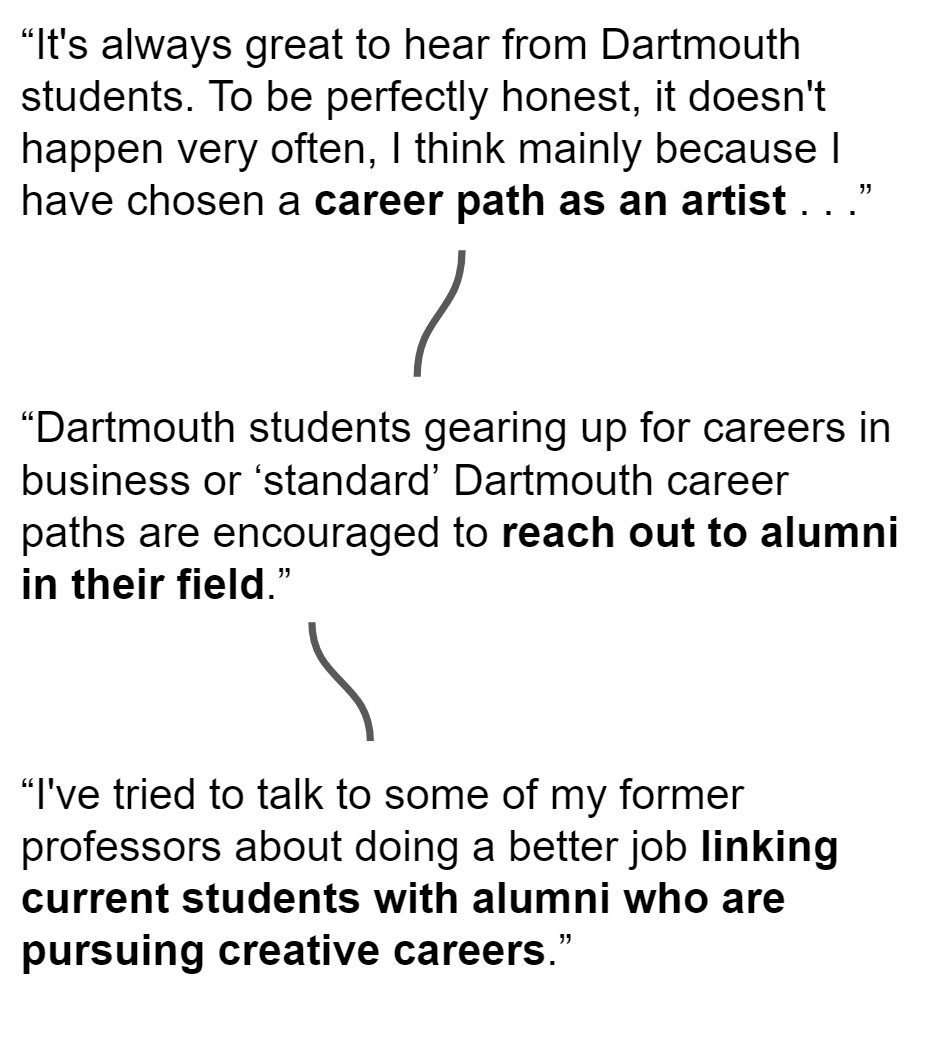 “It's always great to hear from Dartmouth
students. To be perfectly honest, it doesn't
happen very often, I think mainly because I
have chosen a career path as an artist . . .”
“Dartmouth students gearing up for careers in
business or ‘standard’ Dartmouth career
paths are encouraged to reach out to alumni
in their field.”
“I've tried to talk to some of my former
professors about doing a better job linking
current students with alumni who are
pursuing creative careers.”